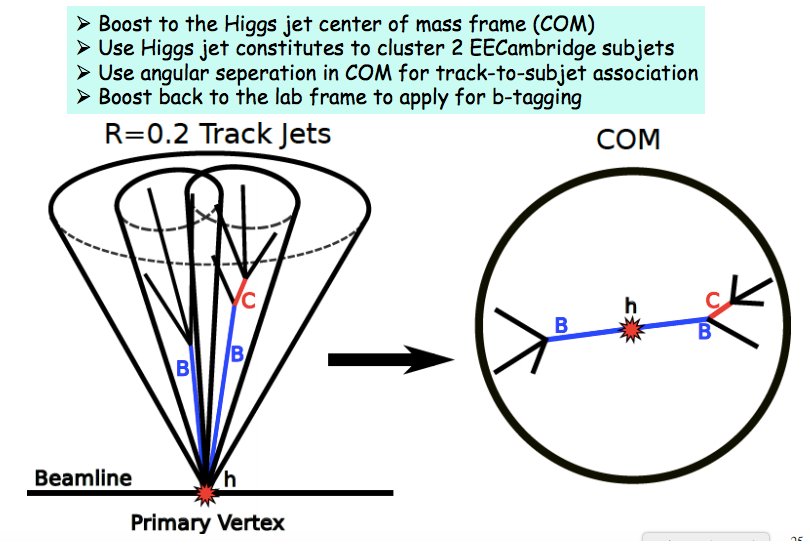 ➢ Boost to the Higgs jet center of mass frame (COM)
➢ Use Higgs jet constitutes to cluster 2 EECambridge subjets
➢ Use angular seperation in COM for track-to-subjet association
➢ Boost back to the lab frame to apply for b-tagging
R=0.2 Track Jets
COM
C
B
B
h
B
C
B
Beamline
h
Primary Vertex